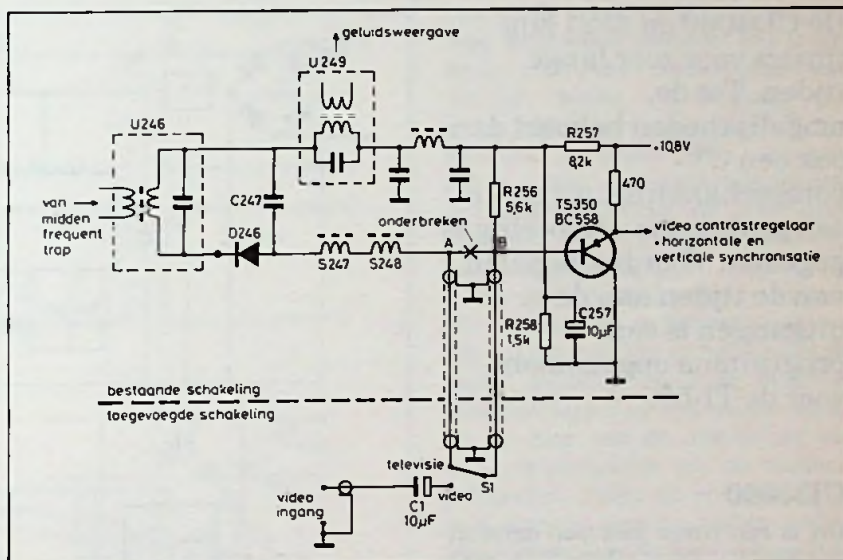 geluidsweergave
U249
U246
R257
8,2k
+10,8V
van
midden
frequent
trap
C247
R256
5,6k
470
TS350
BC558
D246
onderbreken
A
B
S247
S248
video contrastregelaar
+ horizontale en
verticale synchronisatie
R258
1,5k
C257
10µF
bestaande schakeling
toegevoegde schakeling
televisie
video
ingang
C1
10µF
video
S1